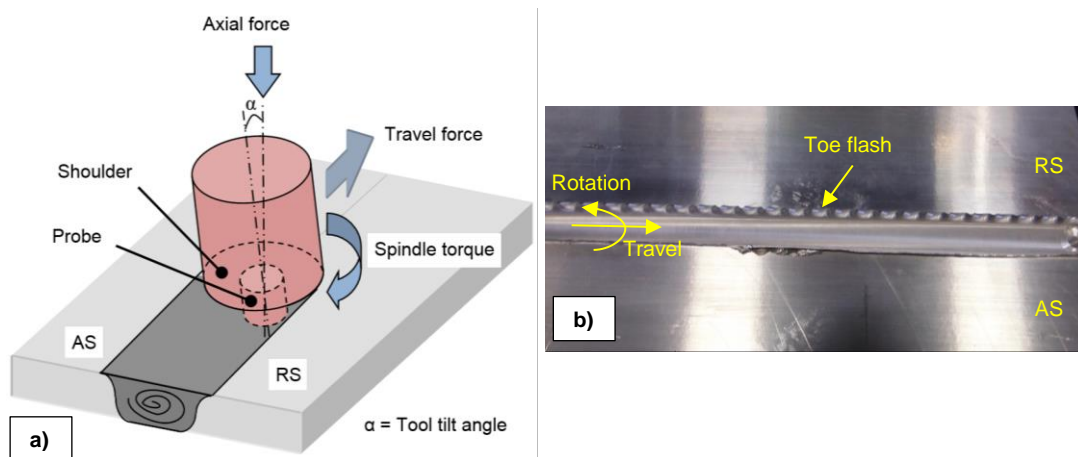 Axial force
α
Travel force
Shoulder
Probe
Spindle torque
AS
RS
α = Tool tilt angle
a)
Toe flash
RS
Rotation
Travel
AS
b)